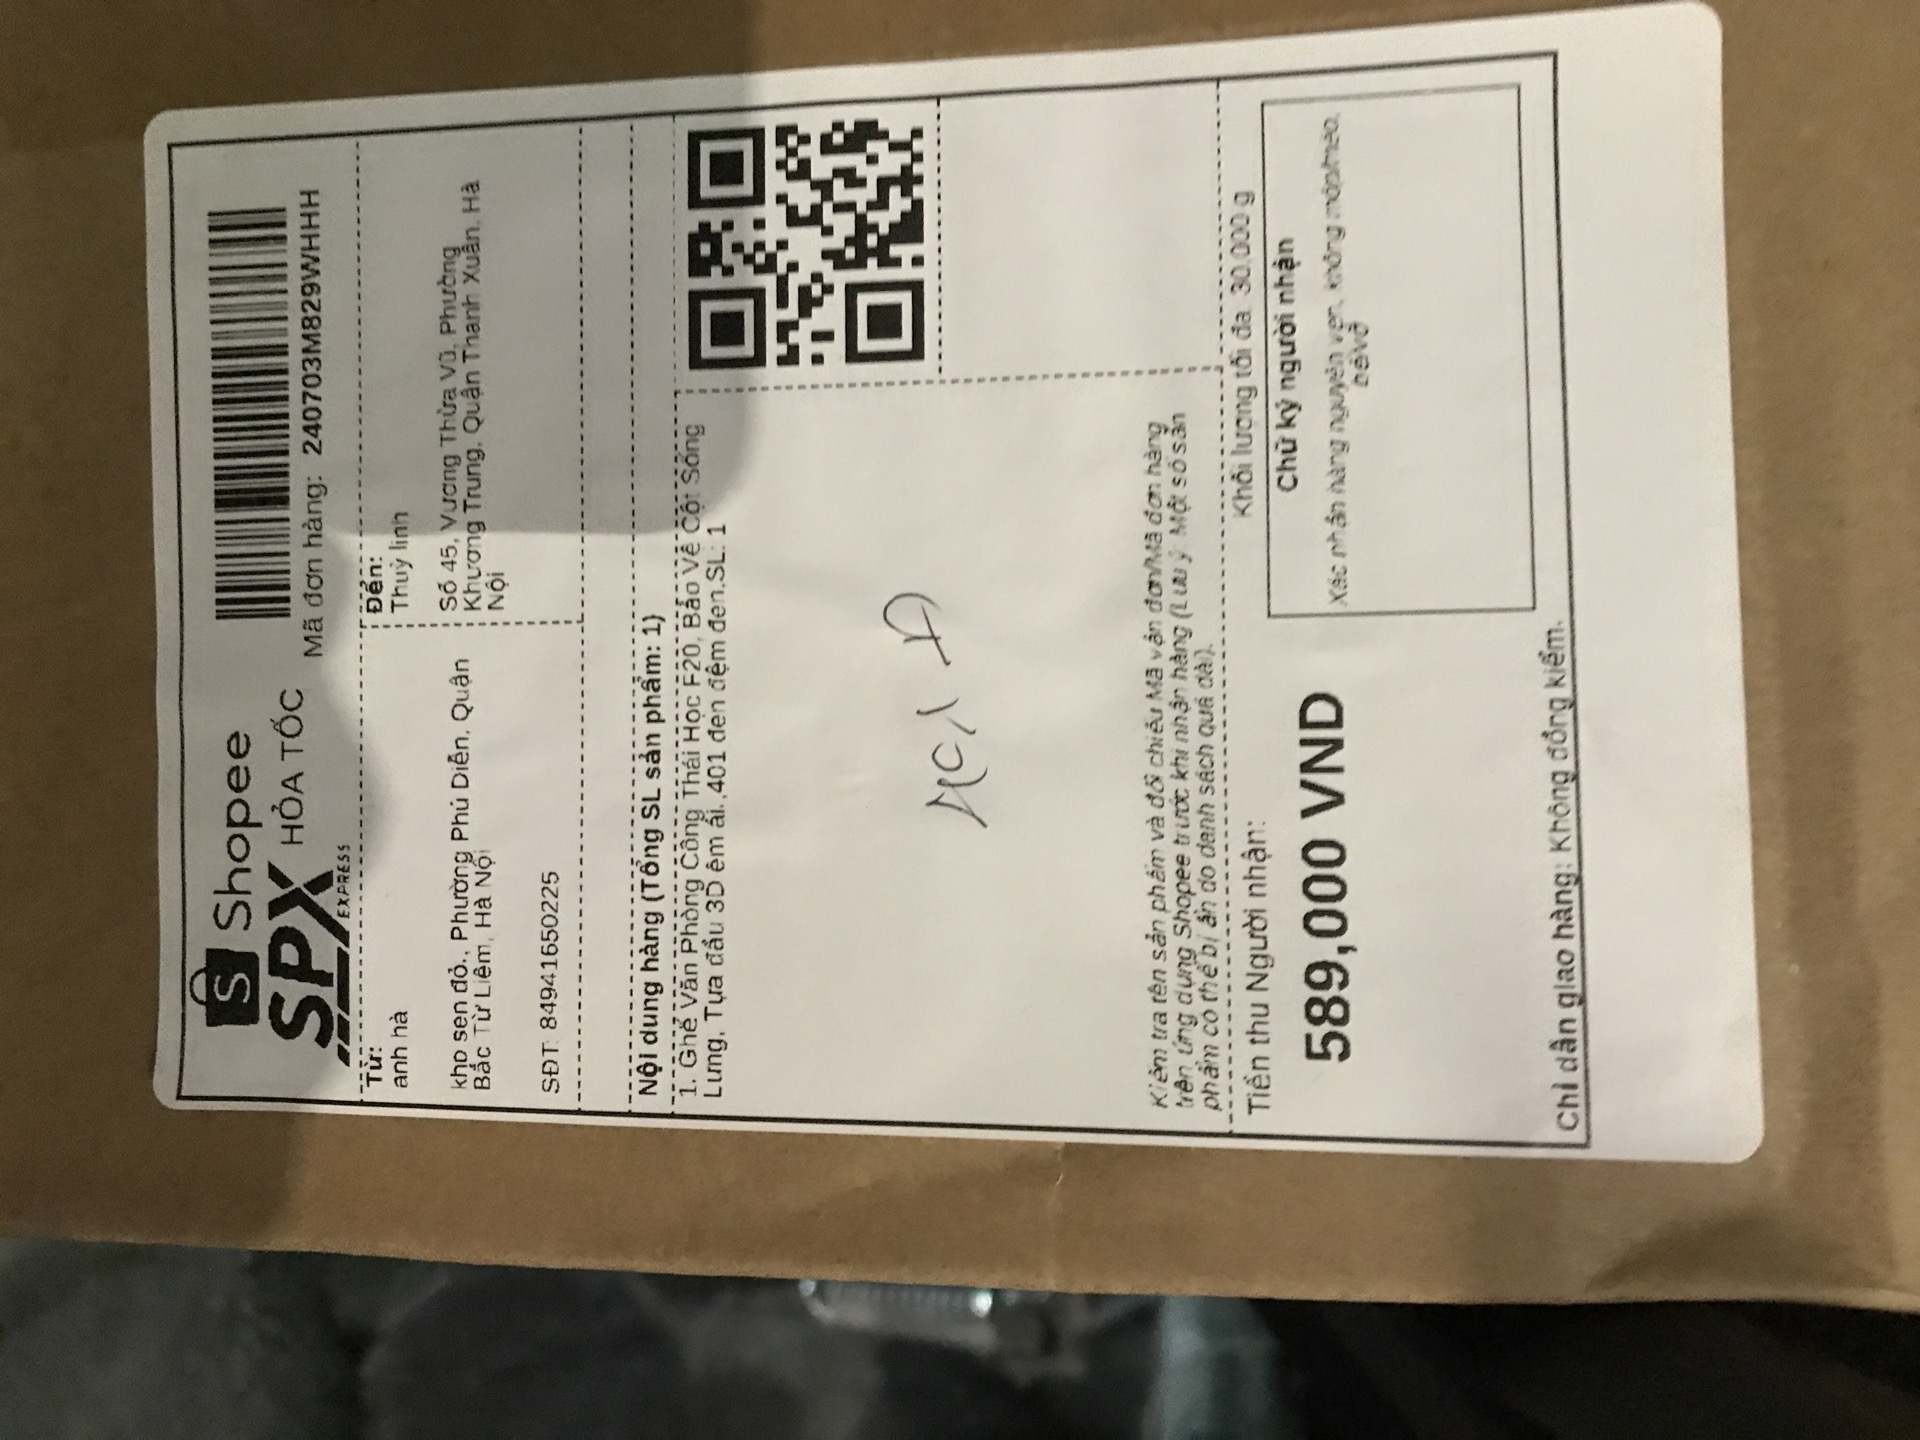 Shopee
SPX
EXPRESS
HỎA TỐC
Mã đơn hàng: 240703M829WHHH
Từ:
anh hà
kho sen đỏ., Phường Phú Diễn, Quận
Bắc Từ Liêm, Hà Nội
SĐT: 84941650225
Đến:
Thuỳ linh
Số 45, Vương Thừa Vũ, Phường
Khương Trung, Quận Thanh Xuân, Hà
Nội
Nội dung hàng (Tổng SL sản phẩm: 1)
1. Ghế Văn Phòng Công Thái Học F20, Bảo Vệ Cột Sống
Lưng, Tựa đầu 3D êm ái.,401 đen đệm đen,SL: 1
401 D
Kiểm tra tên sản phẩm và đối chiếu Mã vận đơn/Mã đơn hàng
trên ứng dụng Shopee trước khi nhận hàng (Lưu ý: Một số sản
phẩm có thể bị ẩn do danh sách quá dài).
Tiền thu Người nhận:
589,000 VND
Khối lượng tối đa: 30,000 g
Chữ ký người nhận
Xác nhận hàng nguyên vẹn, không móp/méo,
bể/vỡ
Chỉ dẫn giao hàng: Không đồng kiểm.